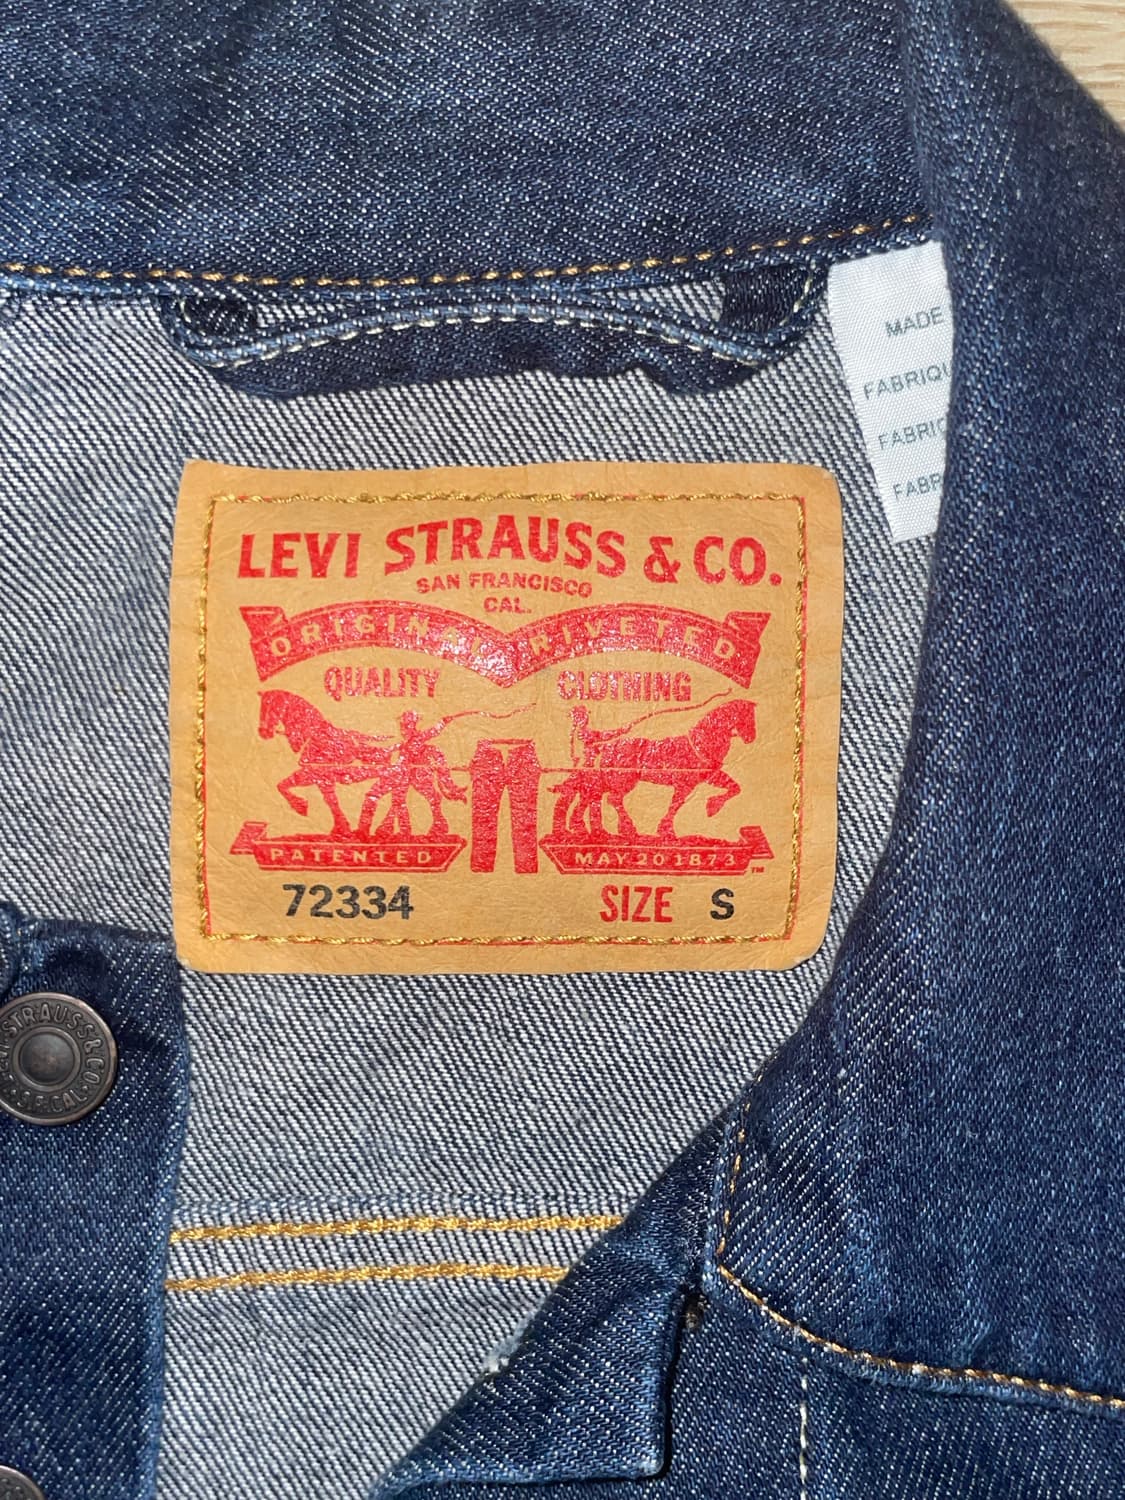 MADE
FABRIQU
FABRIC
FABR
LEVI STRAUSS & CO.
SAN FRANCISCO
CAL.
ORIGINAL RIVETED
QUALITY CLOTHING
PATENTED MAY 20 1873 ™
72334 SIZE S
STRAUSS & CO. S.F. CAL.